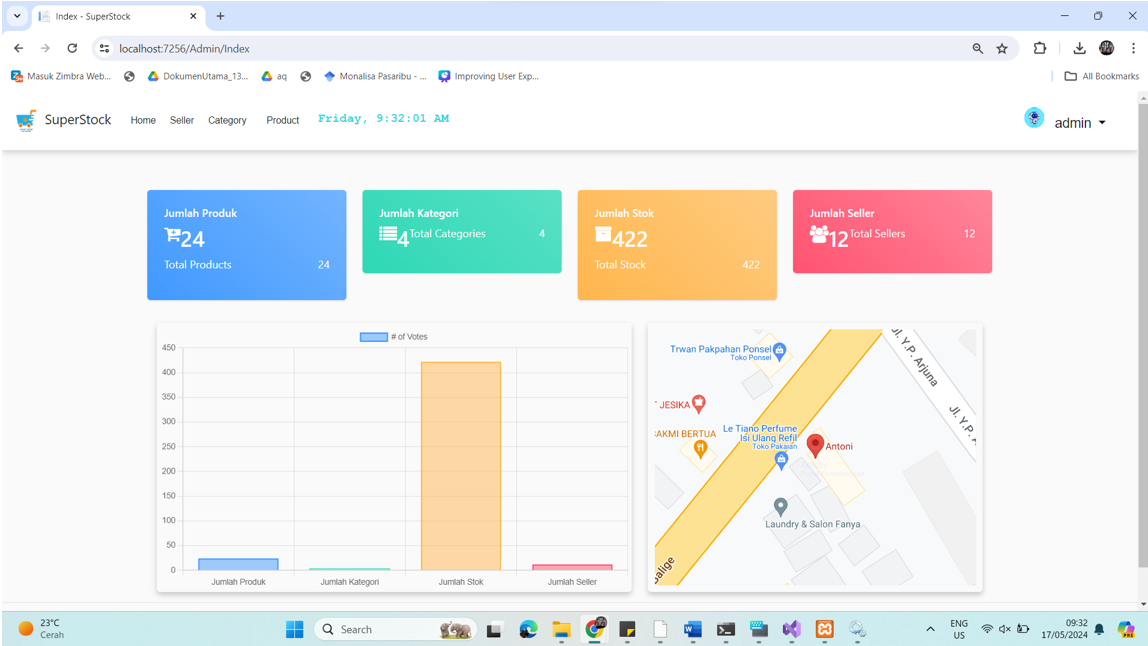 Index - SuperStock
localhost:7256/Admin/Index
Masuk Zimbra Web...
DokumenUtama_13...
aq
Monalisa Pasaribu - ...
Improving User Exp...
All Bookmarks
SuperStock
Home
Seller
Category
Product
Friday, 9:32:01 AM
admin
Jumlah Produk
24
Total Products 24
Jumlah Kategori
4 Total Categories 4
Jumlah Stok
422
Total Stock 422
Jumlah Seller
12 Total Sellers 12
# of Votes
450
400
350
300
250
200
150
100
50
0
Jumlah Produk
Jumlah Kategori
Jumlah Stok
Jumlah Seller
Trwan Pakpahan Ponsel
Toko Ponsel
JESIKA
BAKMI BERTUA
Le Tiano Perfume
Isi Ulang Refil
Toko Pakaian
Antoni
Laundry & Salon Fanya
Jl. Y.P. Arjuna
Jl. Y.P. A
Balige
23°C
Cerah
Search
ENG
US
09:32
17/05/2024
PRE